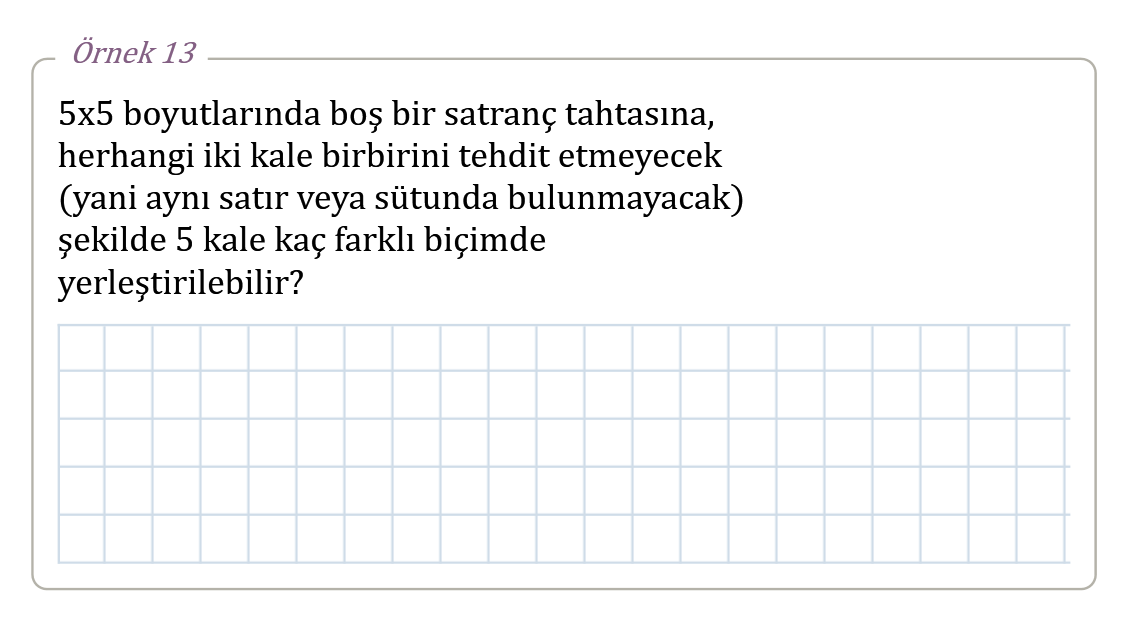 Örnek 13
5x5 boyutlarında boş bir satranç tahtasına,
herhangi iki kale birbirini tehdit etmeyecek
(yani aynı satır veya sütunda bulunmayacak)
şekilde 5 kale kaç farklı biçimde
yerleştirilebilir?